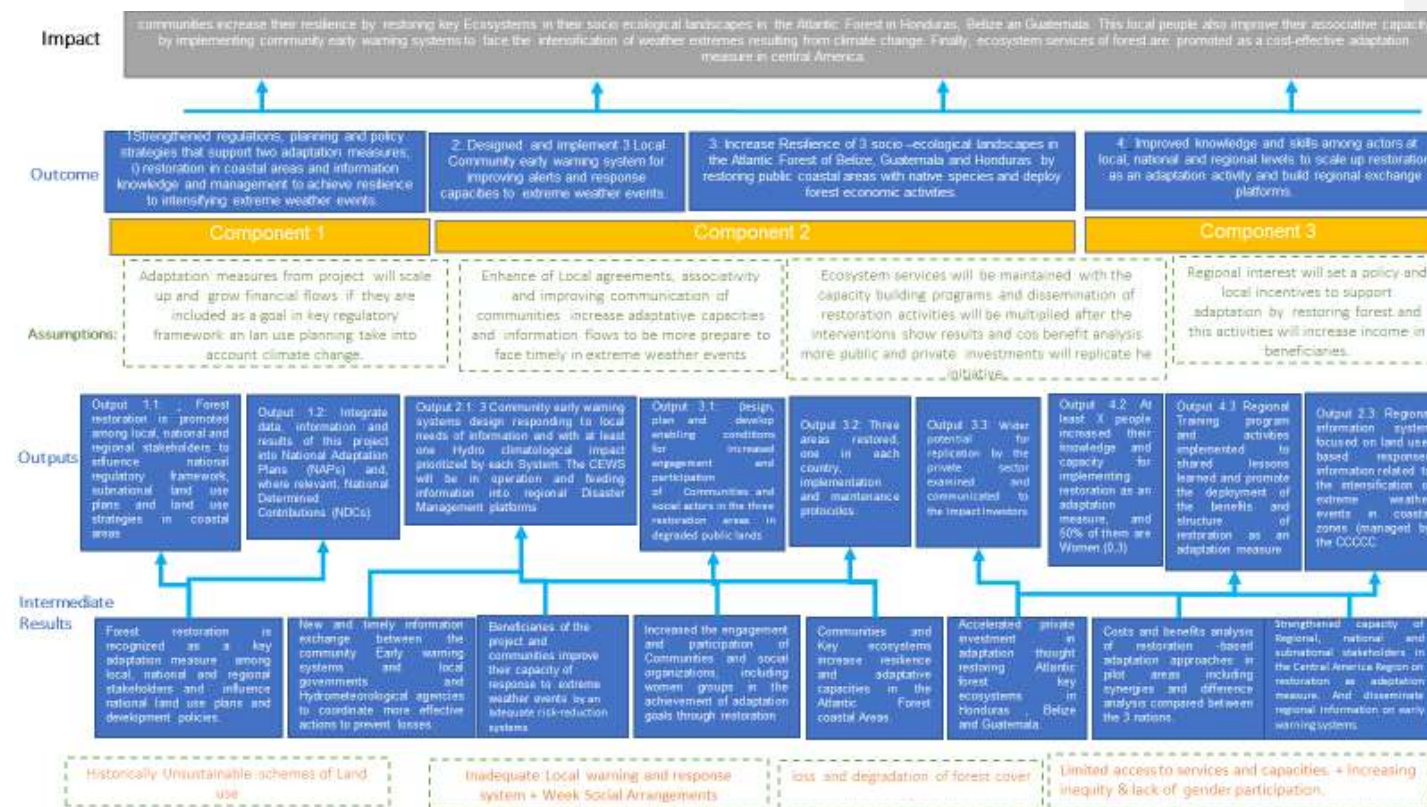 Impact
communities increase their resilience by restoring key Ecosystems in their socio ecological landscapes in the Atlantic Forest in Honduras, Belize an Guatemala. This local people also improve their associative capac
by implementing community early warning systems to face the intensification of weather extremes resulting from climate change. Finally, ecosystem services of forest are promoted as a cost-effective adaptation
measure in central America.
Outcome
1Strengthened regulations, planning and policy
strategies that support two adaptation measures;
i) restoration in coastal areas and information
knowledge and management to achieve resilience
to intensifying extreme weather events.
2. Designed and implement 3 Local
Community early warning system for
improving alerts and response
capacities to extreme weather events.
3. Increase Resilience of 3 socio –ecological landscapes in
the Atlantic Forest of Belize, Guatemala and Honduras by
restoring public coastal areas with native species and deploy
forest economic activities.
4. Improved knowledge and skills among actors at
local, national and regional levels to scale up restoration
as an adaptation activity and build regional exchange
platforms.
Component 1
Component 2
Component 3
Assumptions:
Adaptation measures from project will scale
up and grow financial flows if they are
included as a goal in key regulatory
framework an lan use planning take into
account climate change.
Enhance of Local agreements, associativity
and improving communication of
communities increase adaptative capacities
and information flows to be more prepare to
face timely in extreme weather events
Ecosystem services will be maintained with the
capacity building programs and dissemination of
restoration activities will be multiplied after the
interventions show results and cos benefit analysis
more public and private investments will replicate he
initiative.
Regional interest will set a policy and
local incentives to support
adaptation by restoring forest and
this activities will increase income in
beneficiaries.
Outputs
Output 1.1: , Forest
restoration is promoted
among local, national and
regional stakeholders to
influence national
regulatory framework,
subnational land use
plans and land use
strategies in coastal
areas
Output 1.2: Integrate
data, information and
results of this project
into National Adaptation
Plans (NAPs) and,
where relevant, National
Determined
Contributions (NDCs)
Output 2.1: 3 Community early warning
systems design responding to local
needs of information and with at least
one Hydro climatological impact
prioritized by each System. The CEWS
will be in operation and feeding
information into regional Disaster
Management platforms
Output 3.1: Design,
plan and develop
enabling conditions
for increased
engagement and
participation
of Communities and
social actors in the three
restoration areas in
degraded public lands
Output 3.2: Three
areas restored,
one in each
country,
implementation
and maintenance
protocolles
Output 3.3: Wider
potential for
replication by the
private sector
examined and
communicated to
the Impact Investors
Output 4.2 At
least X people
increased their
knowledge and
capacity for
implementing
restoration as an
adaptation
measure, and
50% of them are
Women (0,3)
Output 4.3 Regional
Training program
and activities
implemented to
shared lessons
learned and promote
the deployment of
the benefits and
structure of
restoration as an
adaptation measure
Output 2.3: Regiona
information system
focused on land use
based responses
information related to
the intensification of
extreme weathe
events in coasta
zones (managed by
the CCCCC
Intermediate
Results
Forest restoration is
recognized as a key
adaptation measure among
local, national and regional
stakeholders and influence
national land use plans and
development policies.
New and timely information
exchange between the
community Early warning
systems and local
governments and
Hydrometeorological agencies
to coordinate more effective
actions to prevent losses.
Beneficiaries of the
project and
communities improve
their capacity of
response to extreme
weather events by an
adequate risk-reduction
systems
Increased the engagement
and participation of
Communities and social
organizations, including
women groups in the
achievement of adaptation
goals through restoration
Communities and
Key ecosystems
increase resilience
and adaptative
capacities in the
Atlantic Forest
coastal Areas.
Accelerated private
investment in
adaptation thought
restoring Atlantic
forest key
ecosystems in
Honduras , Belize
and Guatemala.
Costs and benefits analysis
of restoration -based
adaptation approaches in
pilot areas including
synergies and difference
analysis compared between
the 3 nations.
Strengthened capacity of
Regional, national and
subnational stakeholders in
the Central America Region on
restoration as adaptation
measure. And disseminate
regional information on early
warning systems.
Historically Unsustainable schemes of Land
use
Inadequate Local warning and response
system + Week Social Arrangements
loss and degradation of forest cover
Limited access to services and capacities. + Increasing
inequity & lack of gender participation.